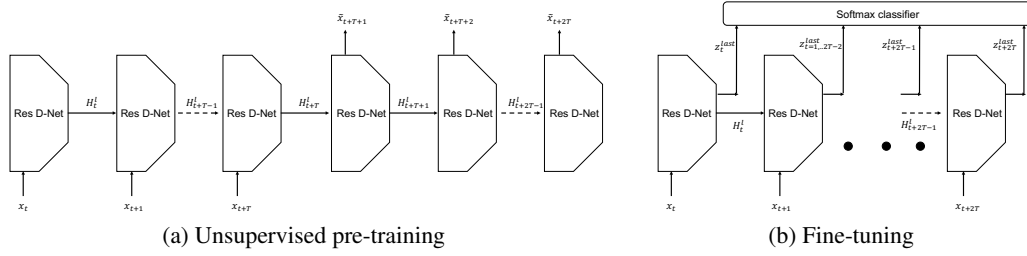 x̃_{t+T+1} x̃_{t+T+2} x̃_{t+2T}
Res D-Net H_t^l Res D-Net H_{t+T-1}^l Res D-Net H_{t+T}^l Res D-Net H_{t+T+1}^l Res D-Net H_{t+2T-1}^l Res D-Net
x_t x_{t+1} x_{t+T}
(a) Unsupervised pre-training
Softmax classifier
z_t^{last} z_{t=1,..2T-2}^{last} z_{t+2T-1}^{last} z_{t+2T}^{last}
Res D-Net H_t^l Res D-Net H_{t+2T-1}^l Res D-Net
x_t x_{t+1} x_{t+2T}
(b) Fine-tuning